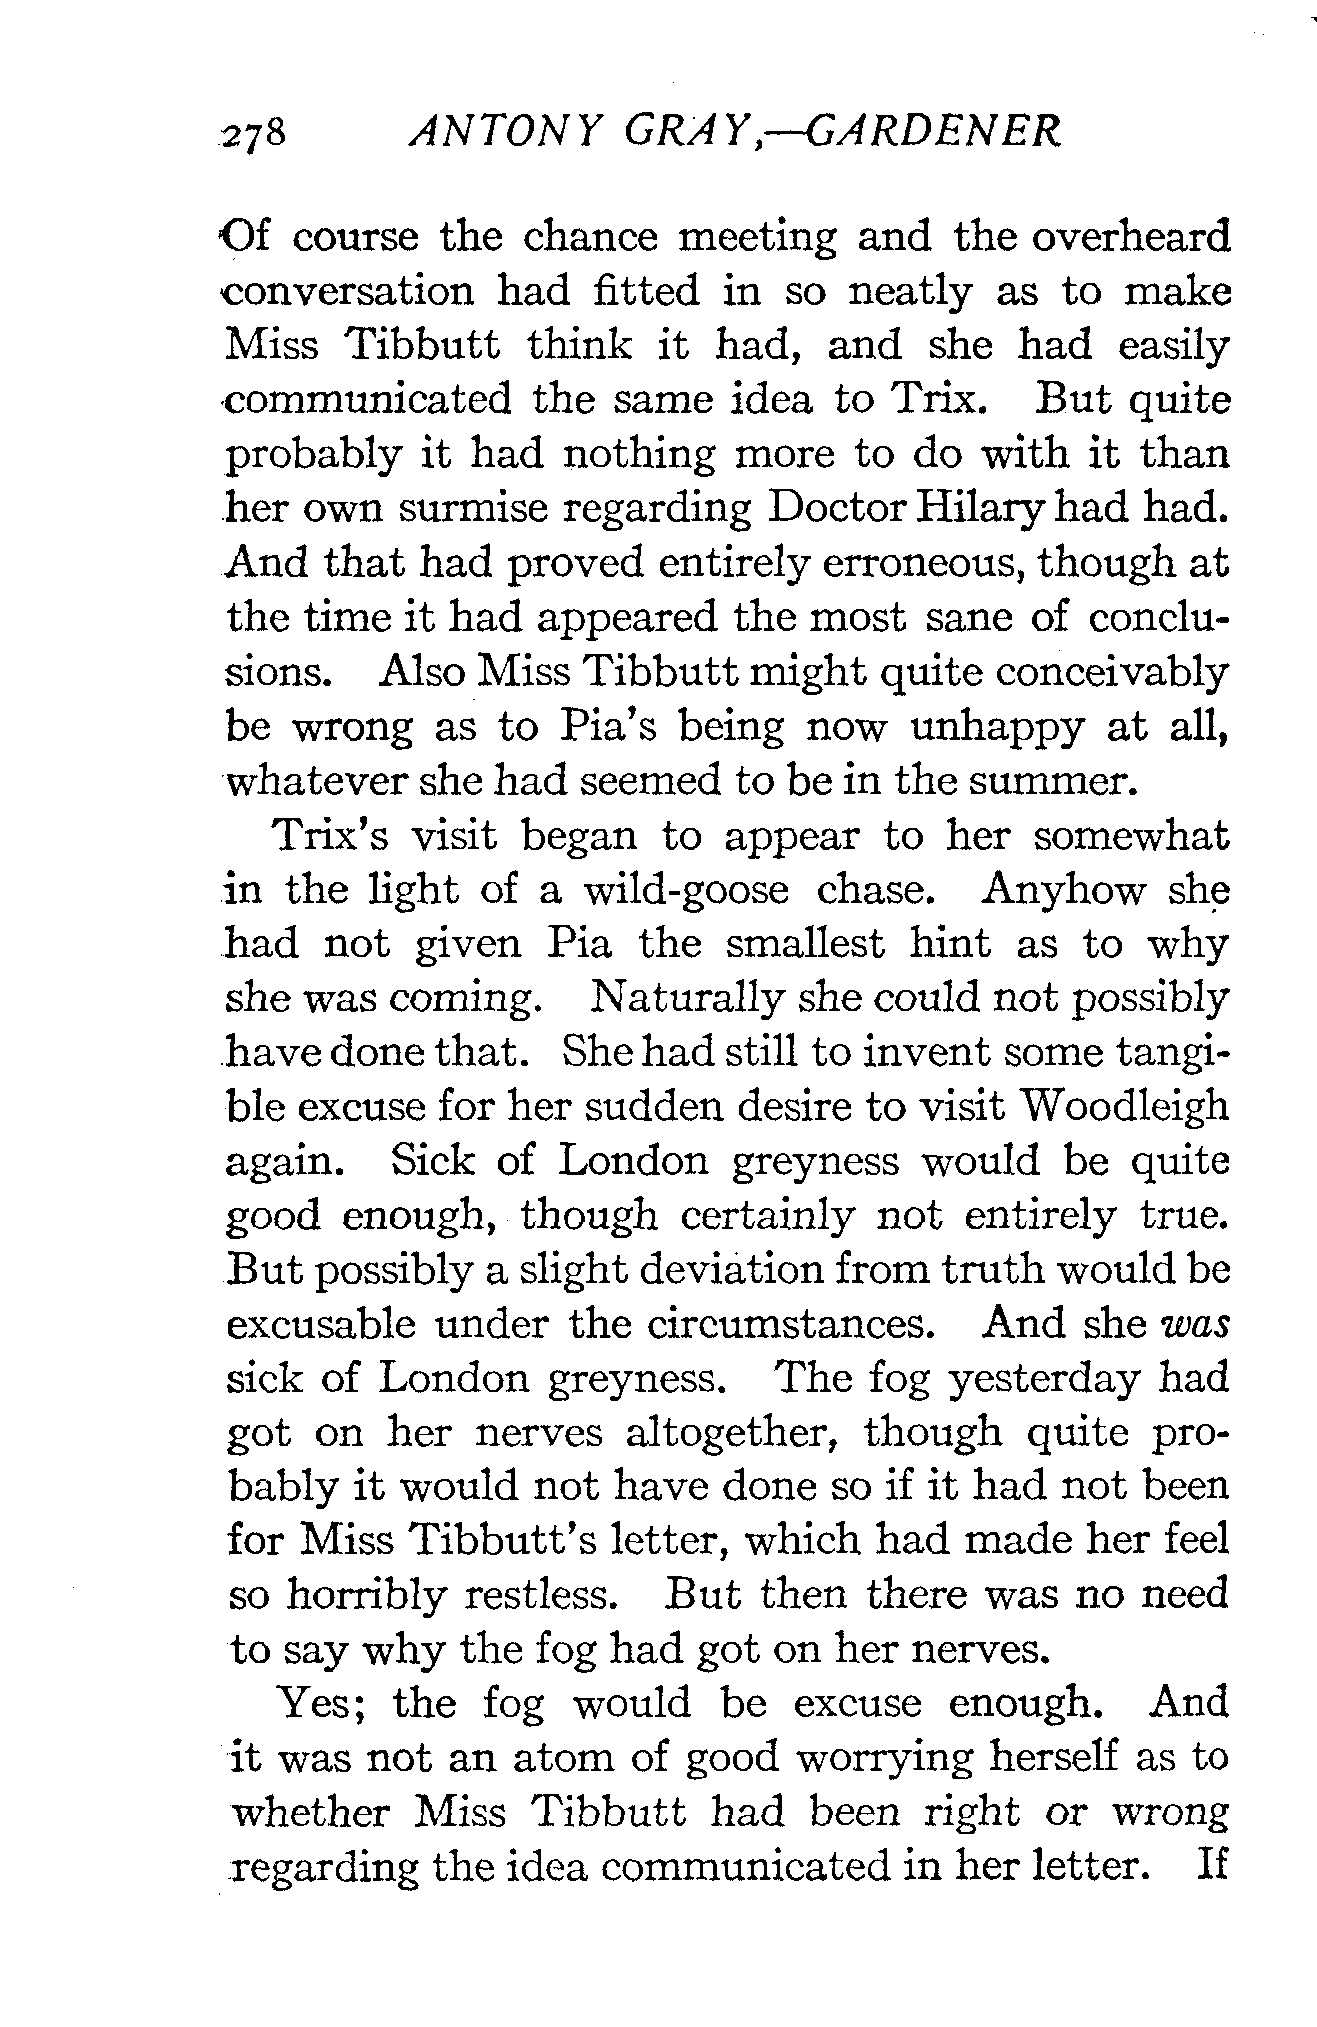 278 ANTONY GRAY,—GARDENER
Of course the chance meeting and the overheard
conversation had fitted in so neatly as to make
Miss Tibbutt think it had, and she had easily
communicated the same idea to Trix. But quite
probably it had nothing more to do with it than
her own surmise regarding Doctor Hilary had had.
And that had proved entirely erroneous, though at
the time it had appeared the most sane of conclu-
sions. Also Miss Tibbutt might quite conceivably
be wrong as to Pia's being now unhappy at all,
whatever she had seemed to be in the summer.
Trix's visit began to appear to her somewhat
in the light of a wild-goose chase. Anyhow she
had not given Pia the smallest hint as to why
she was coming. Naturally she could not possibly
have done that. She had still to invent some tangi-
ble excuse for her sudden desire to visit Woodleigh
again. Sick of London greyness would be quite
good enough, though certainly not entirely true.
But possibly a slight deviation from truth would be
excusable under the circumstances. And she was
sick of London greyness. The fog yesterday had
got on her nerves altogether, though quite pro-
bably it would not have done so if it had not been
for Miss Tibbutt's letter, which had made her feel
so horribly restless. But then there was no need
to say why the fog had got on her nerves.
Yes; the fog would be excuse enough. And
it was not an atom of good worrying herself as to
whether Miss Tibbutt had been right or wrong
regarding the idea communicated in her letter. If